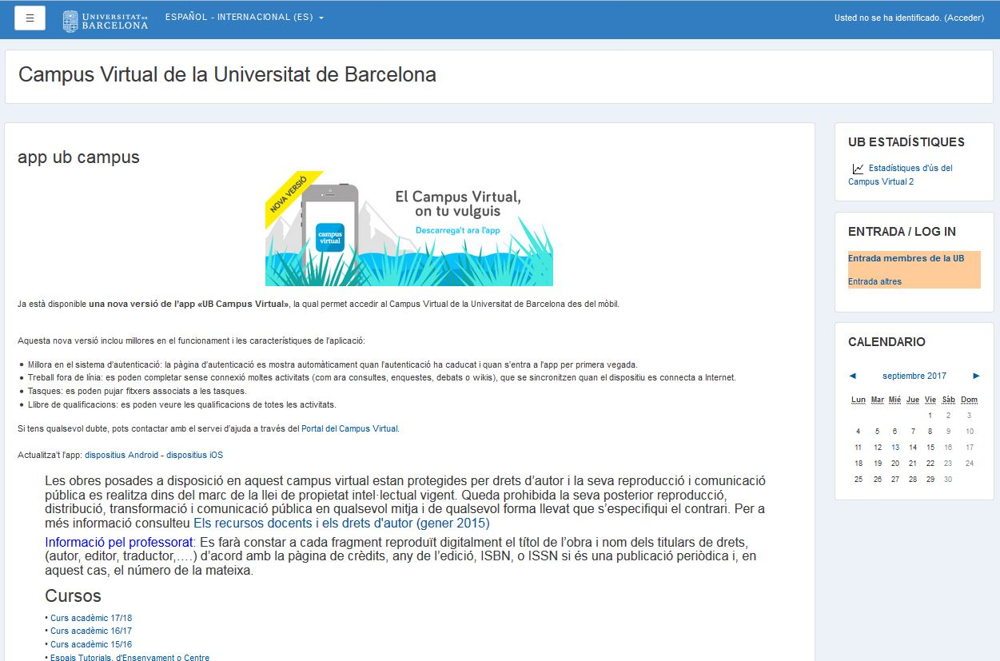 ☰
UNIVERSITAT DE
BARCELONA
ESPAÑOL - INTERNACIONAL (ES)
Usted no se ha identificado. (Acceder)
Campus Virtual de la Universitat de Barcelona
app ub campus
NOVA VERSIÓ
campus
virtual
El Campus Virtual,
on tu vulguis
Descarrega't ara l'app
Ja està disponible una nova versió de l'app «UB Campus Virtual», la qual permet accedir al Campus Virtual de la Universitat de Barcelona des del mòbil.
Aquesta nova versió inclou millores en el funcionament i les característiques de l'aplicació:
• Millora en el sistema d'autenticació: la pàgina d'autenticació es mostra automàticament quan l'autenticació ha caducat i quan s'entra a l'app per primera vegada.
• Treball fora de línia: es poden completar sense connexió moltes activitats (com ara consultes, enquestes, debats o wikis), que se sincronitzen quan el dispositiu es connecta a Internet.
• Tasques: es poden pujar fitxers associats a les tasques.
• Llibre de qualificacions: es poden veure les qualificacions de totes les activitats.
Si tens qualsevol dubte, pots contactar amb el servei d'ajuda a través del Portal del Campus Virtual.
Actualitza't l'app: dispositius Android - dispositius iOS
Les obres posades a disposició en aquest campus virtual estan protegides per drets d'autor i la seva reproducció i comunicació
pública es realitza dins del marc de la llei de propietat intel·lectual vigent. Queda prohibida la seva posterior reproducció,
distribució, transformació i comunicació pública en qualsevol mitja i de qualsevol forma llevat que s'especifiqui el contrari. Per a
més informació consulteu Els recursos docents i els drets d'autor (gener 2015)
Informació pel professorat: Es farà constar a cada fragment reproduït digitalment el títol de l'obra i nom dels titulars de drets,
(autor, editor, traductor,….) d'acord amb la pàgina de crèdits, any de l'edició, ISBN, o ISSN si és una publicació periòdica i, en
aquest cas, el número de la mateixa.
Cursos
• Curs acadèmic 17/18
• Curs acadèmic 16/17
• Curs acadèmic 15/16
• Espais Tutorials, d'Ensenyament o Centre
UB ESTADÍSTIQUES
Estadístiques d'ús del
Campus Virtual 2
ENTRADA / LOG IN
Entrada membres de la UB
Entrada altres
CALENDARIO
◄ septiembre 2017 ►
Lun Mar Mié Jue Vie Sáb Dom
1 2 3
4 5 6 7 8 9 10
11 12 13 14 15 16 17
18 19 20 21 22 23 24
25 26 27 28 29 30